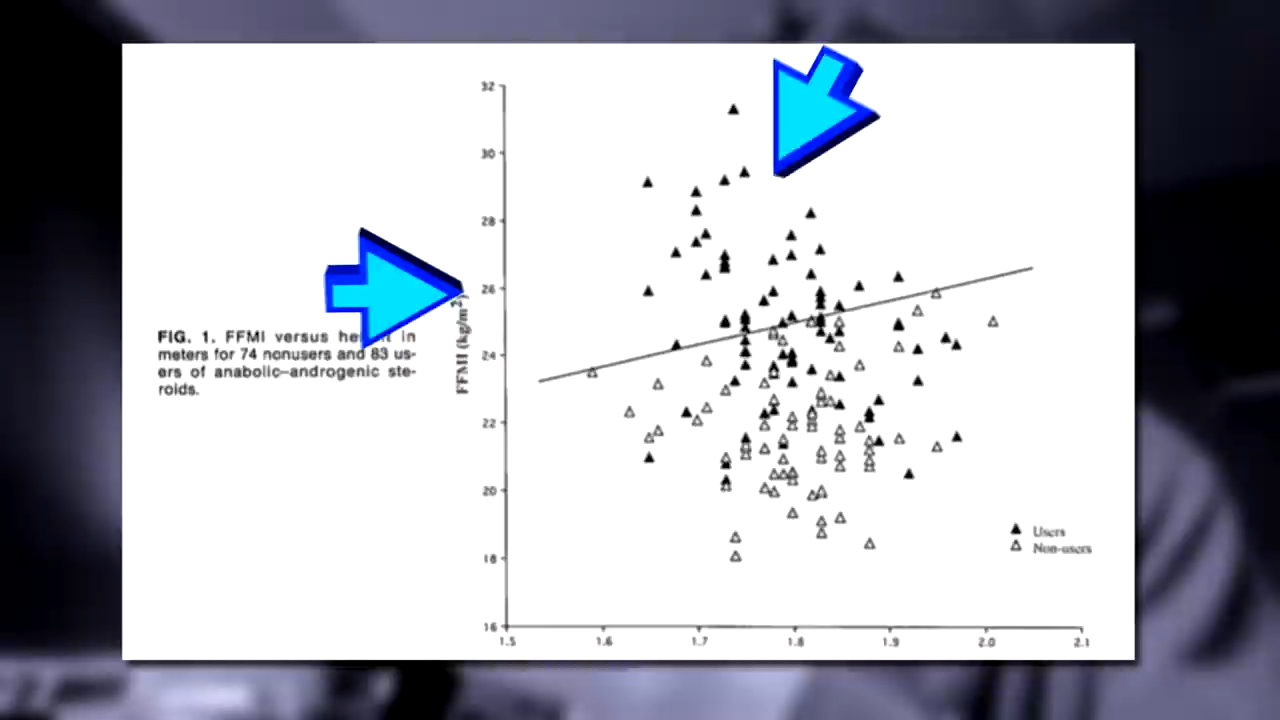 32
30
28
26
24
22
20
18
16
FFMI (kg/m²)
FIG. 1. FFMI versus in
meters for 74 nonusers and 83 us-
ers of anabolic–androgenic ste-
roids.
Users
Non-users
1.5 1.6 1.7 1.8 1.9 2.0 2.1